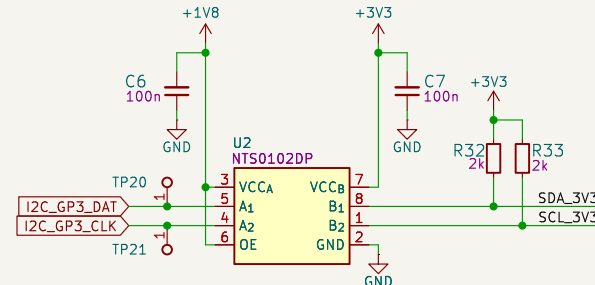 +1V8
+3V3
C6
100n
C7
100n
+3V3
GND
GND
U2
NTS0102DP
R32
2k
R33
2k
TP20
1
3 VCCA VCCB 7
I2C_GP3_DAT 5 A1 B1 8 SDA_3V3
I2C_GP3_CLK 4 A2 B2 1 SCL_3V3
1
6 OE GND 2
TP21
GND